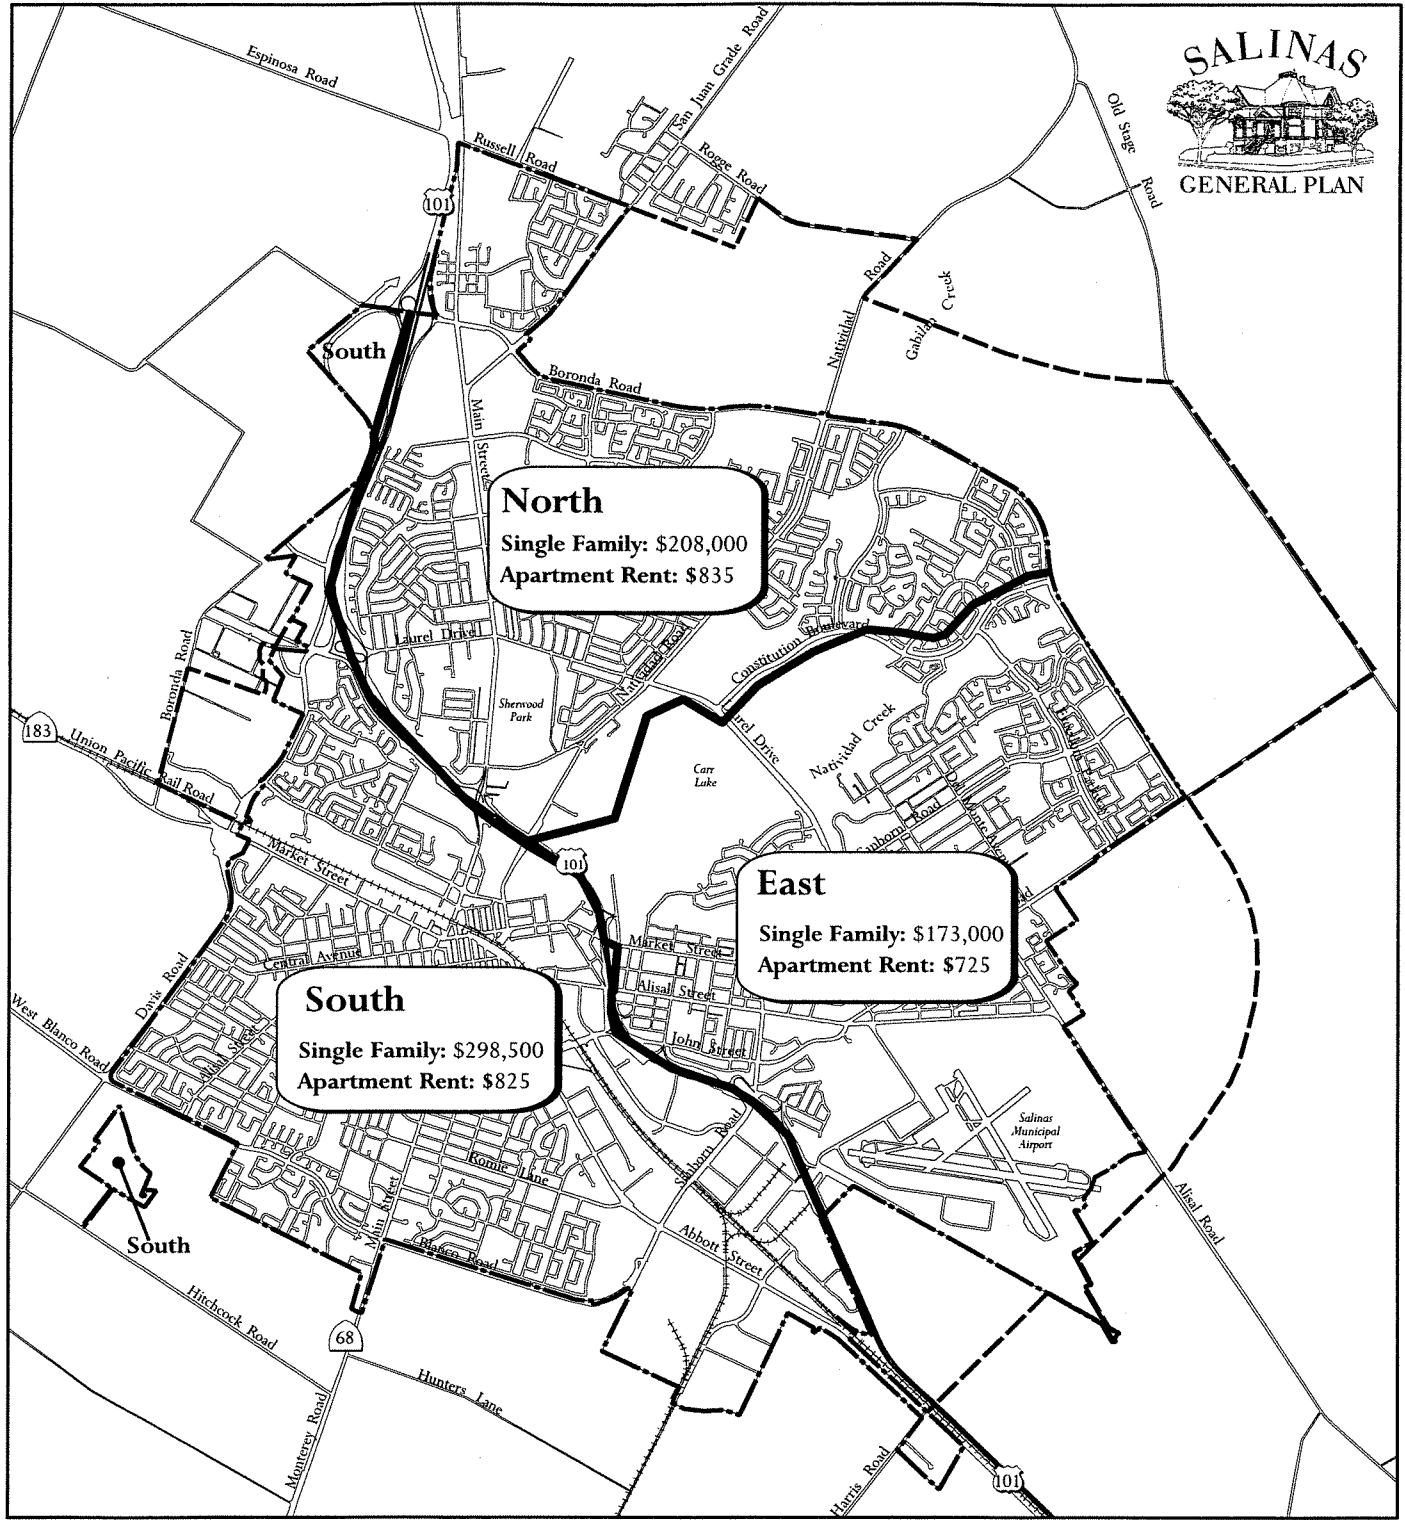 SALINAS
GENERAL PLAN
Espinosa Road
San Juan Grade Road
Old Stage
Road
Russell Road
Rogge Road
101
Road
Natividad
Gabilan Creek
South
Boronda Road
Main
Street
North
Single Family: $208,000
Apartment Rent: $835
Laurel Drive
Natividad Road
Constitution Boulevard
Boronda Road
Sherwood
Park
183
Union Pacific Rail Road
Drive
Natividad Creek
Carr
Lake
Market Street
101
East
Single Family: $173,000
Apartment Rent: $725
Market Street
Alisal Street
John Street
Central Avenue
Davis Road
West Blanco Road
Alisal Street
South
Single Family: $298,500
Apartment Rent: $825
Salinas
Municipal
Airport
Romie Lane
Sanborn Road
Main Street
Blanco Road
Abbott Street
Alisal Road
South
Hitchcock Road
68
Hunters Lane
Monterey Road
Harris Road
101